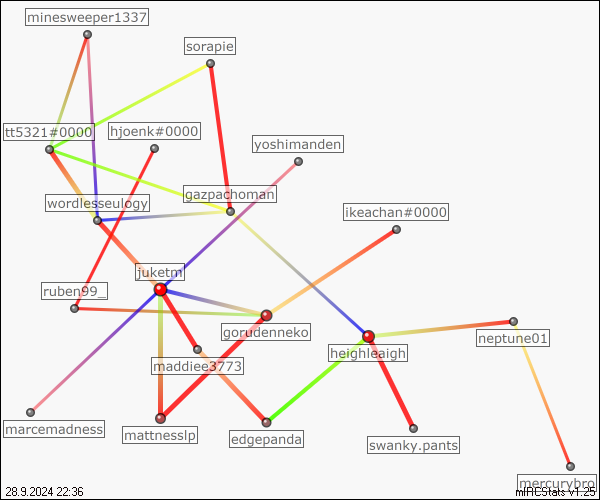 minesweeper1337
sorapie
tt5321#0000
hjoenk#0000
yoshimanden
gazpachoman
wordlesseulogy
ikeachan#0000
juketm
ruben99_
gorudenneko
neptune01
heighleaigh
maddiee3773
marcemadness
mattnesslp
edgepanda
swanky.pants
mercurybro
28.9.2024 22:36
mIRCStats v1.25